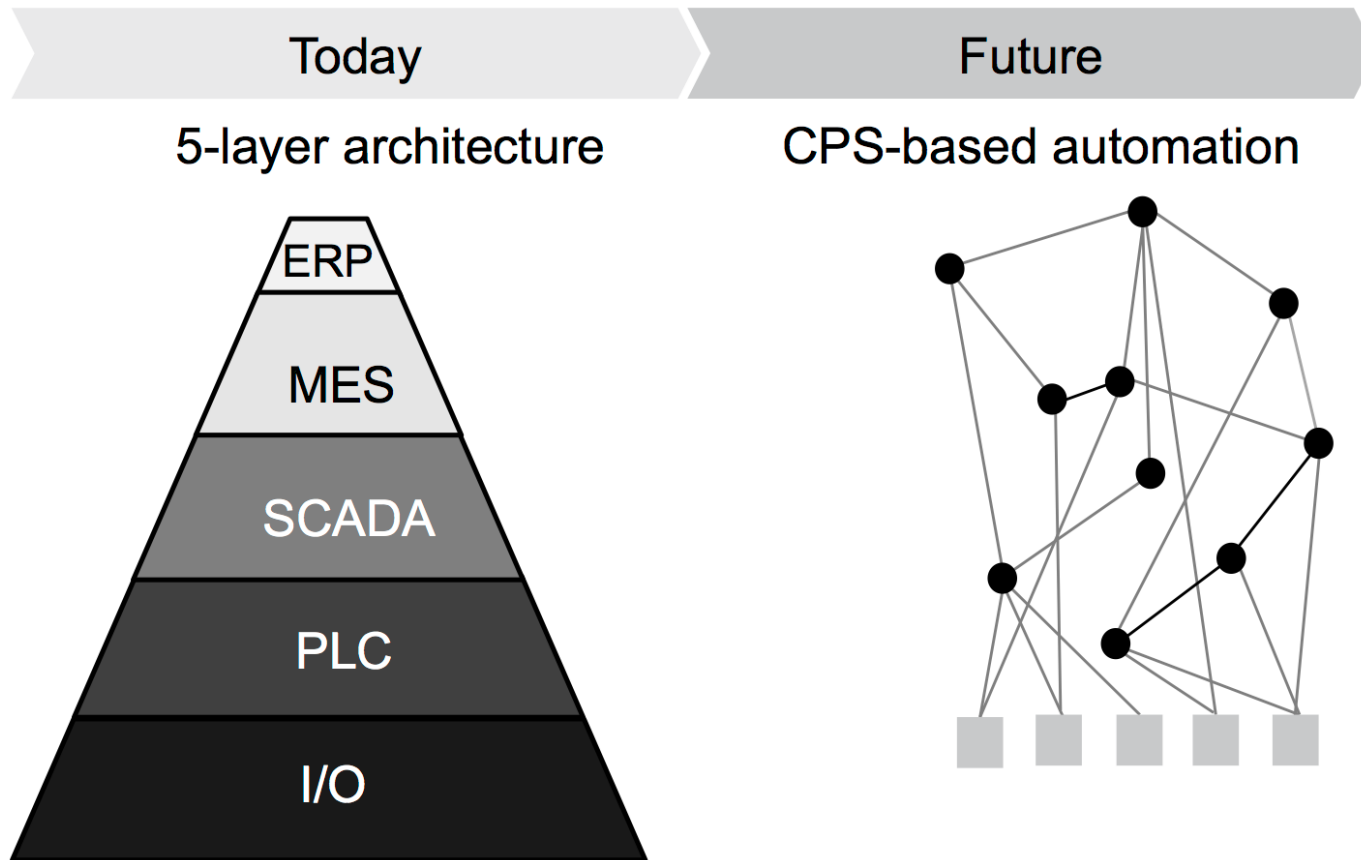 Today
Future
5-layer architecture
CPS-based automation
ERP
MES
SCADA
PLC
I/O